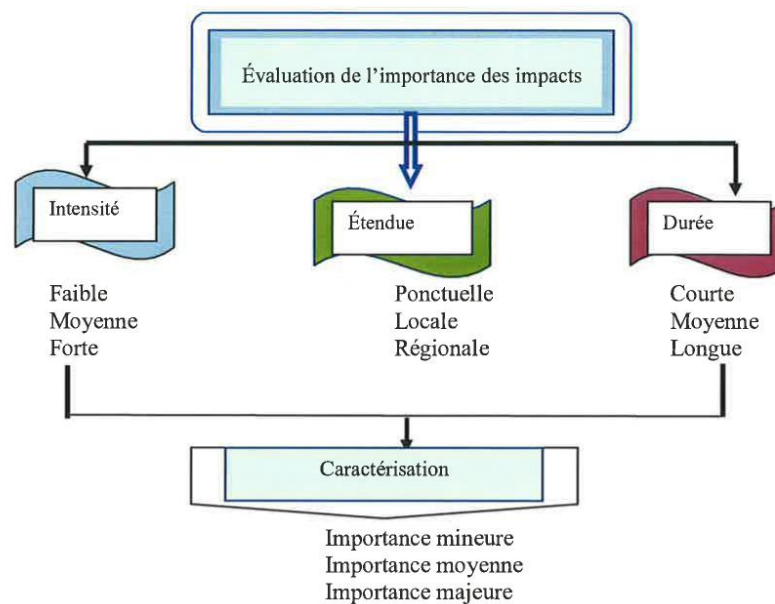 Évaluation de l'importance des impacts
Intensité
Étendue
Durée
Faible
Moyenne
Forte
Ponctuelle
Locale
Régionale
Courte
Moyenne
Longue
Caractérisation
Importance mineure
Importance moyenne
Importance majeure